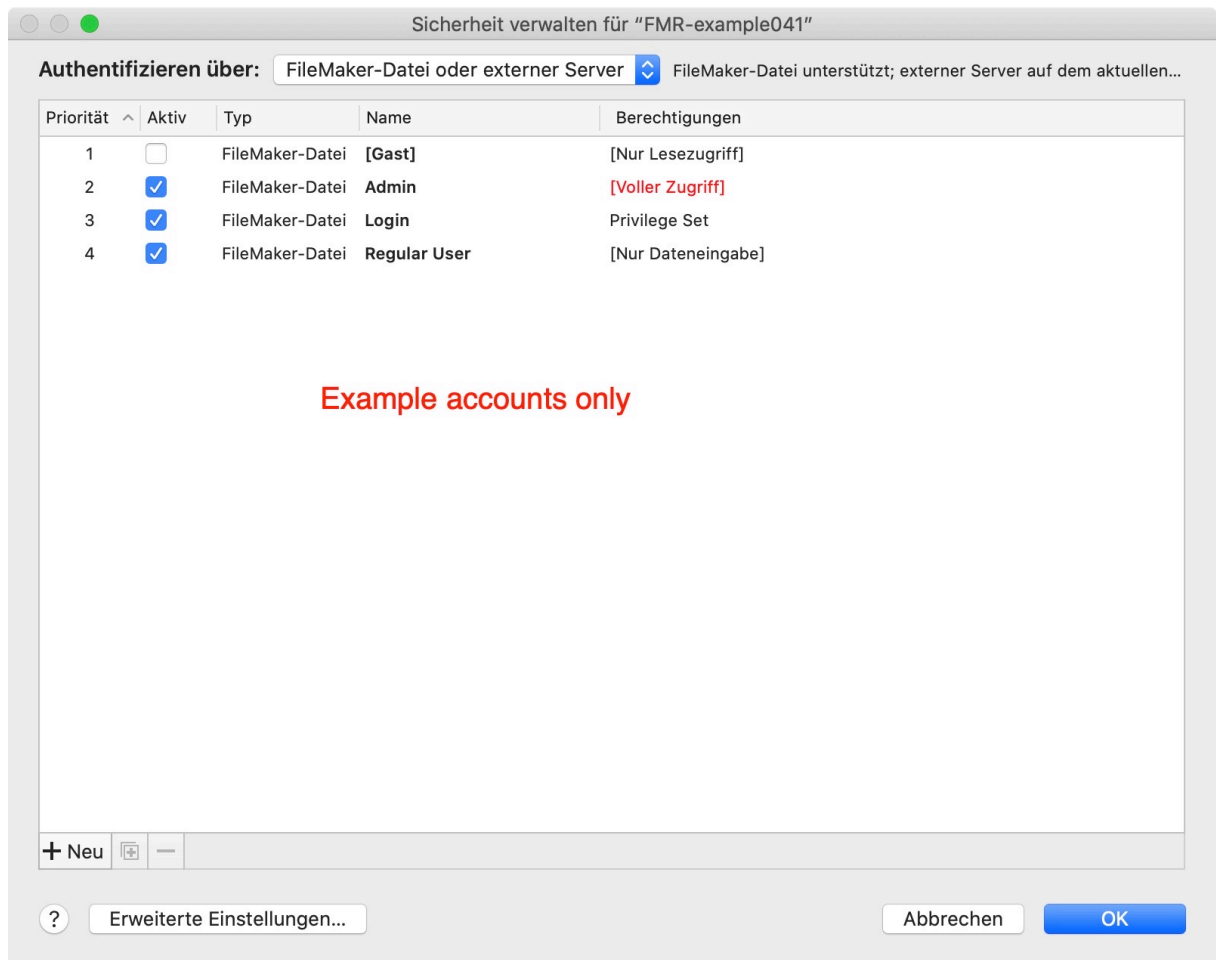 Sicherheit verwalten für “FMR-example041”
Authentifizieren über: FileMaker-Datei oder externer Server FileMaker-Datei unterstützt; externer Server auf dem aktuellen...
Priorität Aktiv Typ Name Berechtigungen
1 FileMaker-Datei [Gast] [Nur Lesezugriff]
2 FileMaker-Datei Admin [Voller Zugriff]
3 FileMaker-Datei Login Privilege Set
4 FileMaker-Datei Regular User [Nur Dateneingabe]
Example accounts only
+ Neu
? Erweiterte Einstellungen... Abbrechen OK